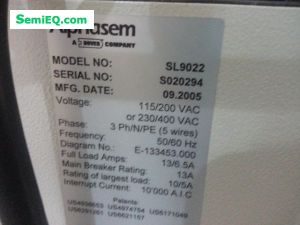 SemiEQ.com
Alphasem
A DOVER COMPANY
MODEL NO: SL9022
SERIAL NO: S020294
MFG. DATE: 09.2005
Voltage: 115/200 VAC
or 230/400 VAC
Phase: 3 Ph/N/PE (5 wires)
Frequency: 50/60 Hz
Diagram No.: E-133453.000
Full Load Amps: 13/6.5A
Main Breaker Rating: 13A
Rating of largest load: 10/5A
Interrupt Current: 10'000 A.I.C
Patents
US4974754 US5171049
US6621157